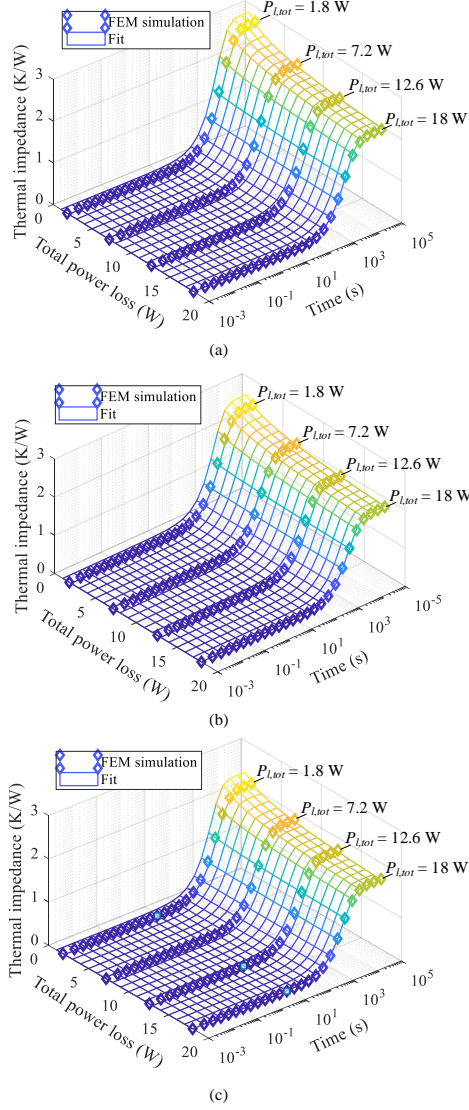 P_l,tot = 1.8 W
FEM simulation
Fit
P_l,tot = 7.2 W
P_l,tot = 12.6 W
P_l,tot = 18 W
Thermal impedance (K/W)
3
2
1
0
0
5
10
15
20
Total power loss (W)
10^-3
10^-1
10^1
10^3
10^5
Time (s)
(a)
FEM simulation
Fit
P_l,tot = 1.8 W
P_l,tot = 7.2 W
P_l,tot = 12.6 W
P_l,tot = 18 W
Thermal impedance (K/W)
3
2
1
0
0
5
10
15
20
Total power loss (W)
10^-3
10^-1
10^1
10^3
10^-5
Time (s)
(b)
FEM simulation
Fit
P_l,tot = 1.8 W
P_l,tot = 7.2 W
P_l,tot = 12.6 W
P_l,tot = 18 W
Thermal impedance (K/W)
3
2
1
0
0
5
10
15
20
Total power loss (W)
10^-3
10^-1
10^1
10^3
10^5
Time (s)
(c)